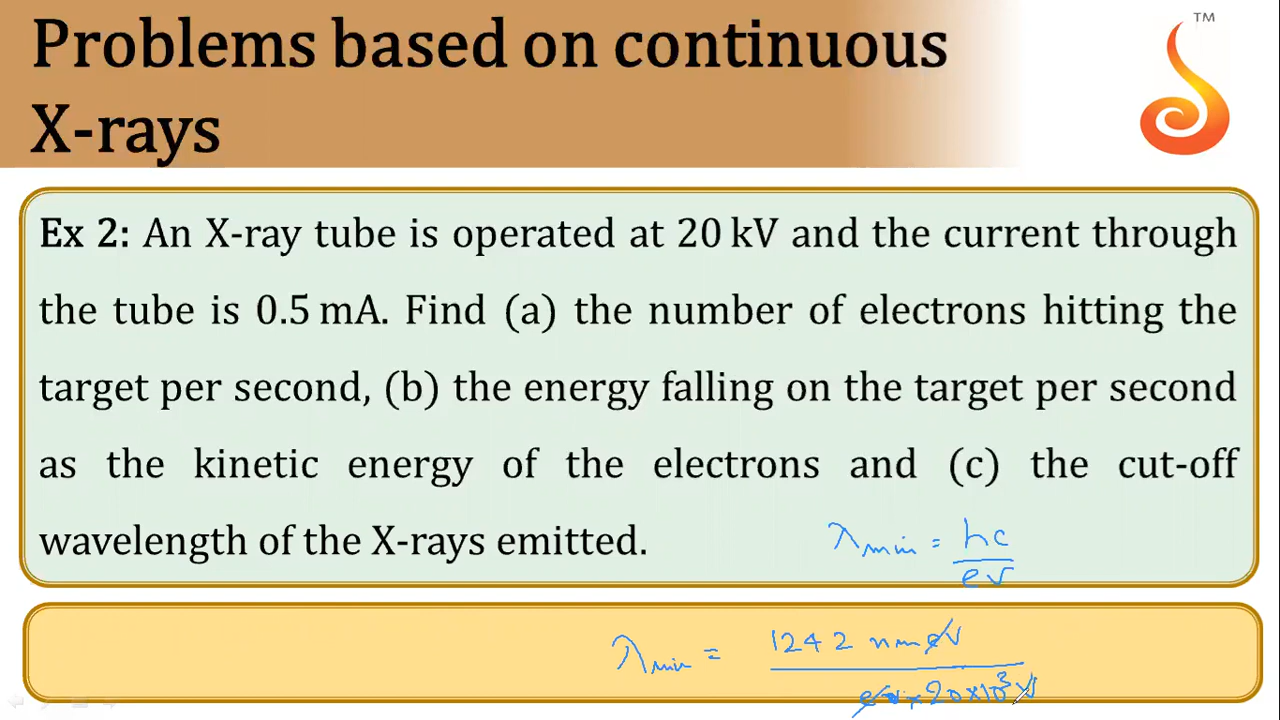 Problems based on continuous
X-rays
TM
Ex 2: An X-ray tube is operated at 20 kV and the current through
the tube is 0.5 mA. Find (a) the number of electrons hitting the
target per second, (b) the energy falling on the target per second
as the kinetic energy of the electrons and (c) the cut-off
wavelength of the X-rays emitted.
λmin = hc
eV
λmin = 1242 nm eV
e × 20×10³ V